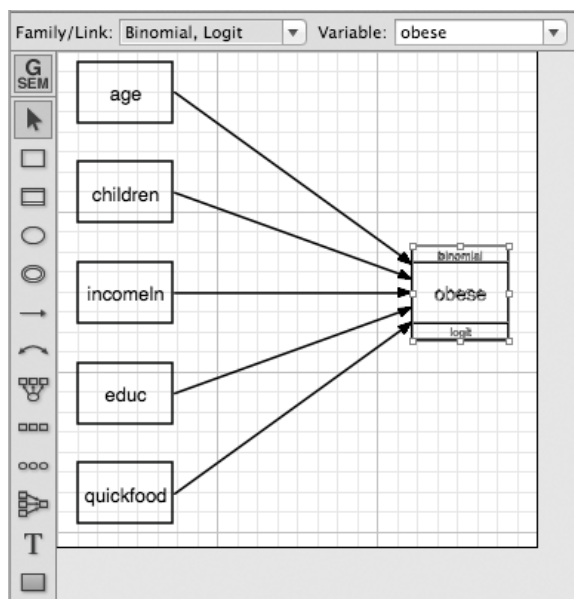 Family/Link: Binomial, Logit Variable: obese
G
SEM
age
children
binomial
obese
incomeln
logit
educ
quickfood
T